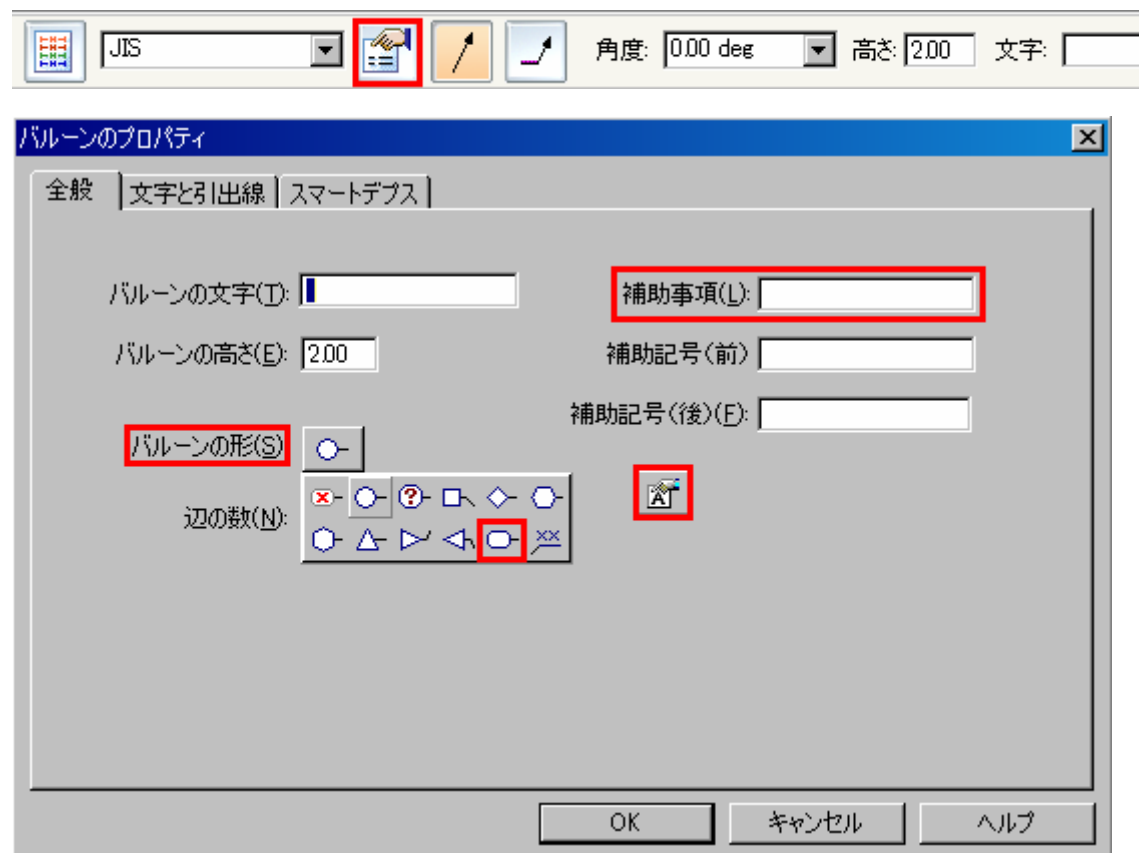 JIS 角度: 0.00 deg 高さ: 2.00 文字:
バルーンのプロパティ
全般 文字と引出線 スマートデプス
バルーンの文字(T): 補助事項(L):
バルーンの高さ(E): 2.00 補助記号(前)
補助記号(後)(F):
バルーンの形(S)
辺の数(N):
OK キャンセル ヘルプ